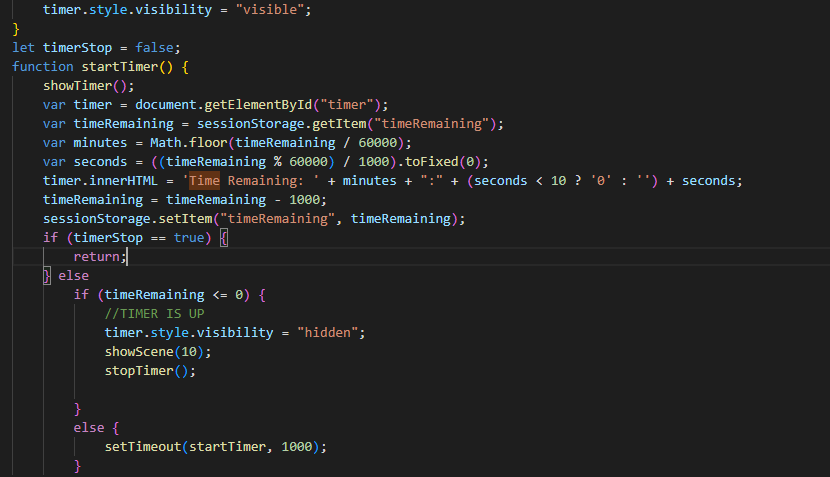 timer.style.visibility = "visible";
}
let timerStop = false;
function startTimer() {
showTimer();
var timer = document.getElementById("timer");
var timeRemaining = sessionStorage.getItem("timeRemaining");
var minutes = Math.floor(timeRemaining / 60000);
var seconds = ((timeRemaining % 60000) / 1000).toFixed(0);
timer.innerHTML = 'Time Remaining: ' + minutes + ":" + (seconds < 10 ? '0' : '') + seconds;
timeRemaining = timeRemaining - 1000;
sessionStorage.setItem("timeRemaining", timeRemaining);
if (timerStop == true) {
return;
} else
if (timeRemaining <= 0) {
//TIMER IS UP
timer.style.visibility = "hidden";
showScene(10);
stopTimer();
}
else {
setTimeout(startTimer, 1000);
}